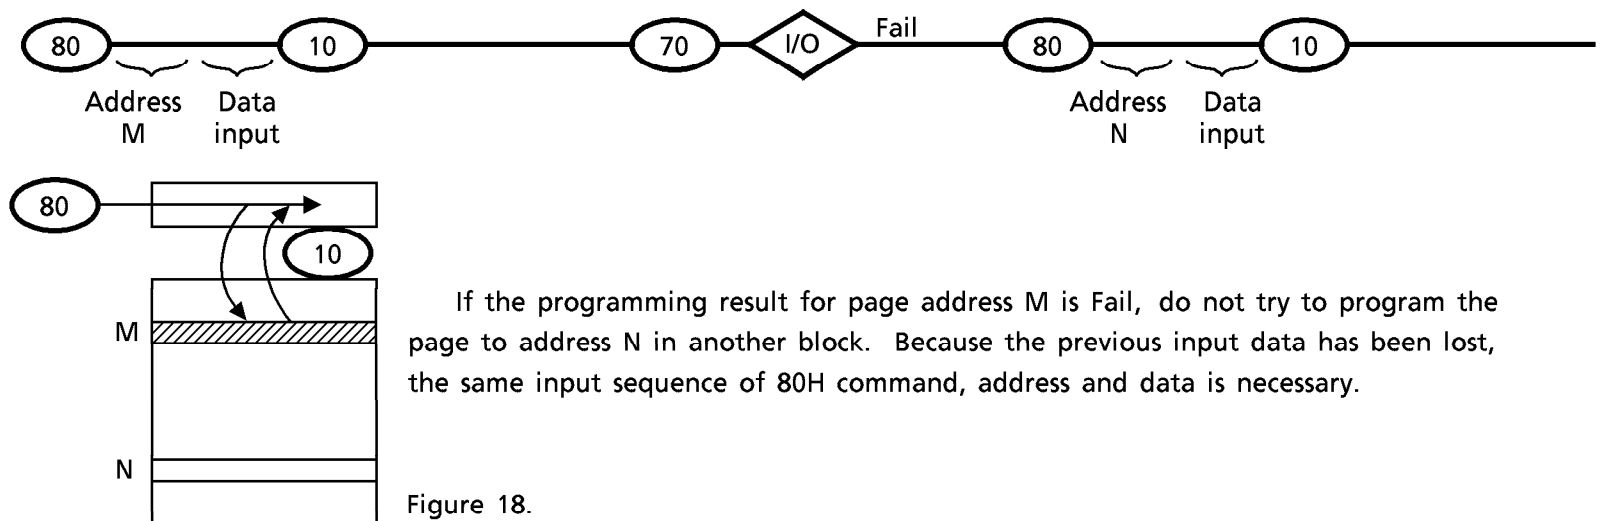 80 10 70 I/O Fail 80 10
Address Data Address Data
M input N input
80
10
If the programming result for page address M is Fail, do not try to program the
M
page to address N in another block. Because the previous input data has been lost,
the same input sequence of 80H command, address and data is necessary.
N
Figure 18.